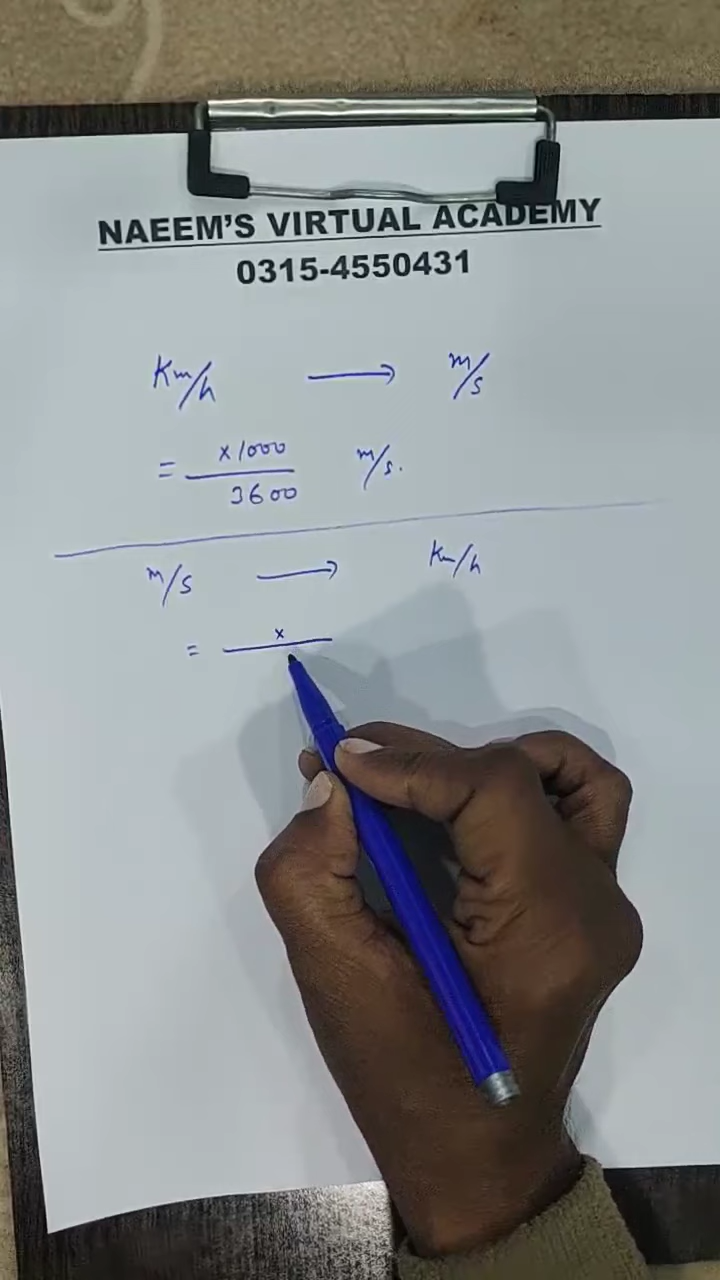 NAEEM'S VIRTUAL ACADEMY
0315-4550431
Km/h → m/s
= x1000/3600 m/s.
m/s → Km/h
= x